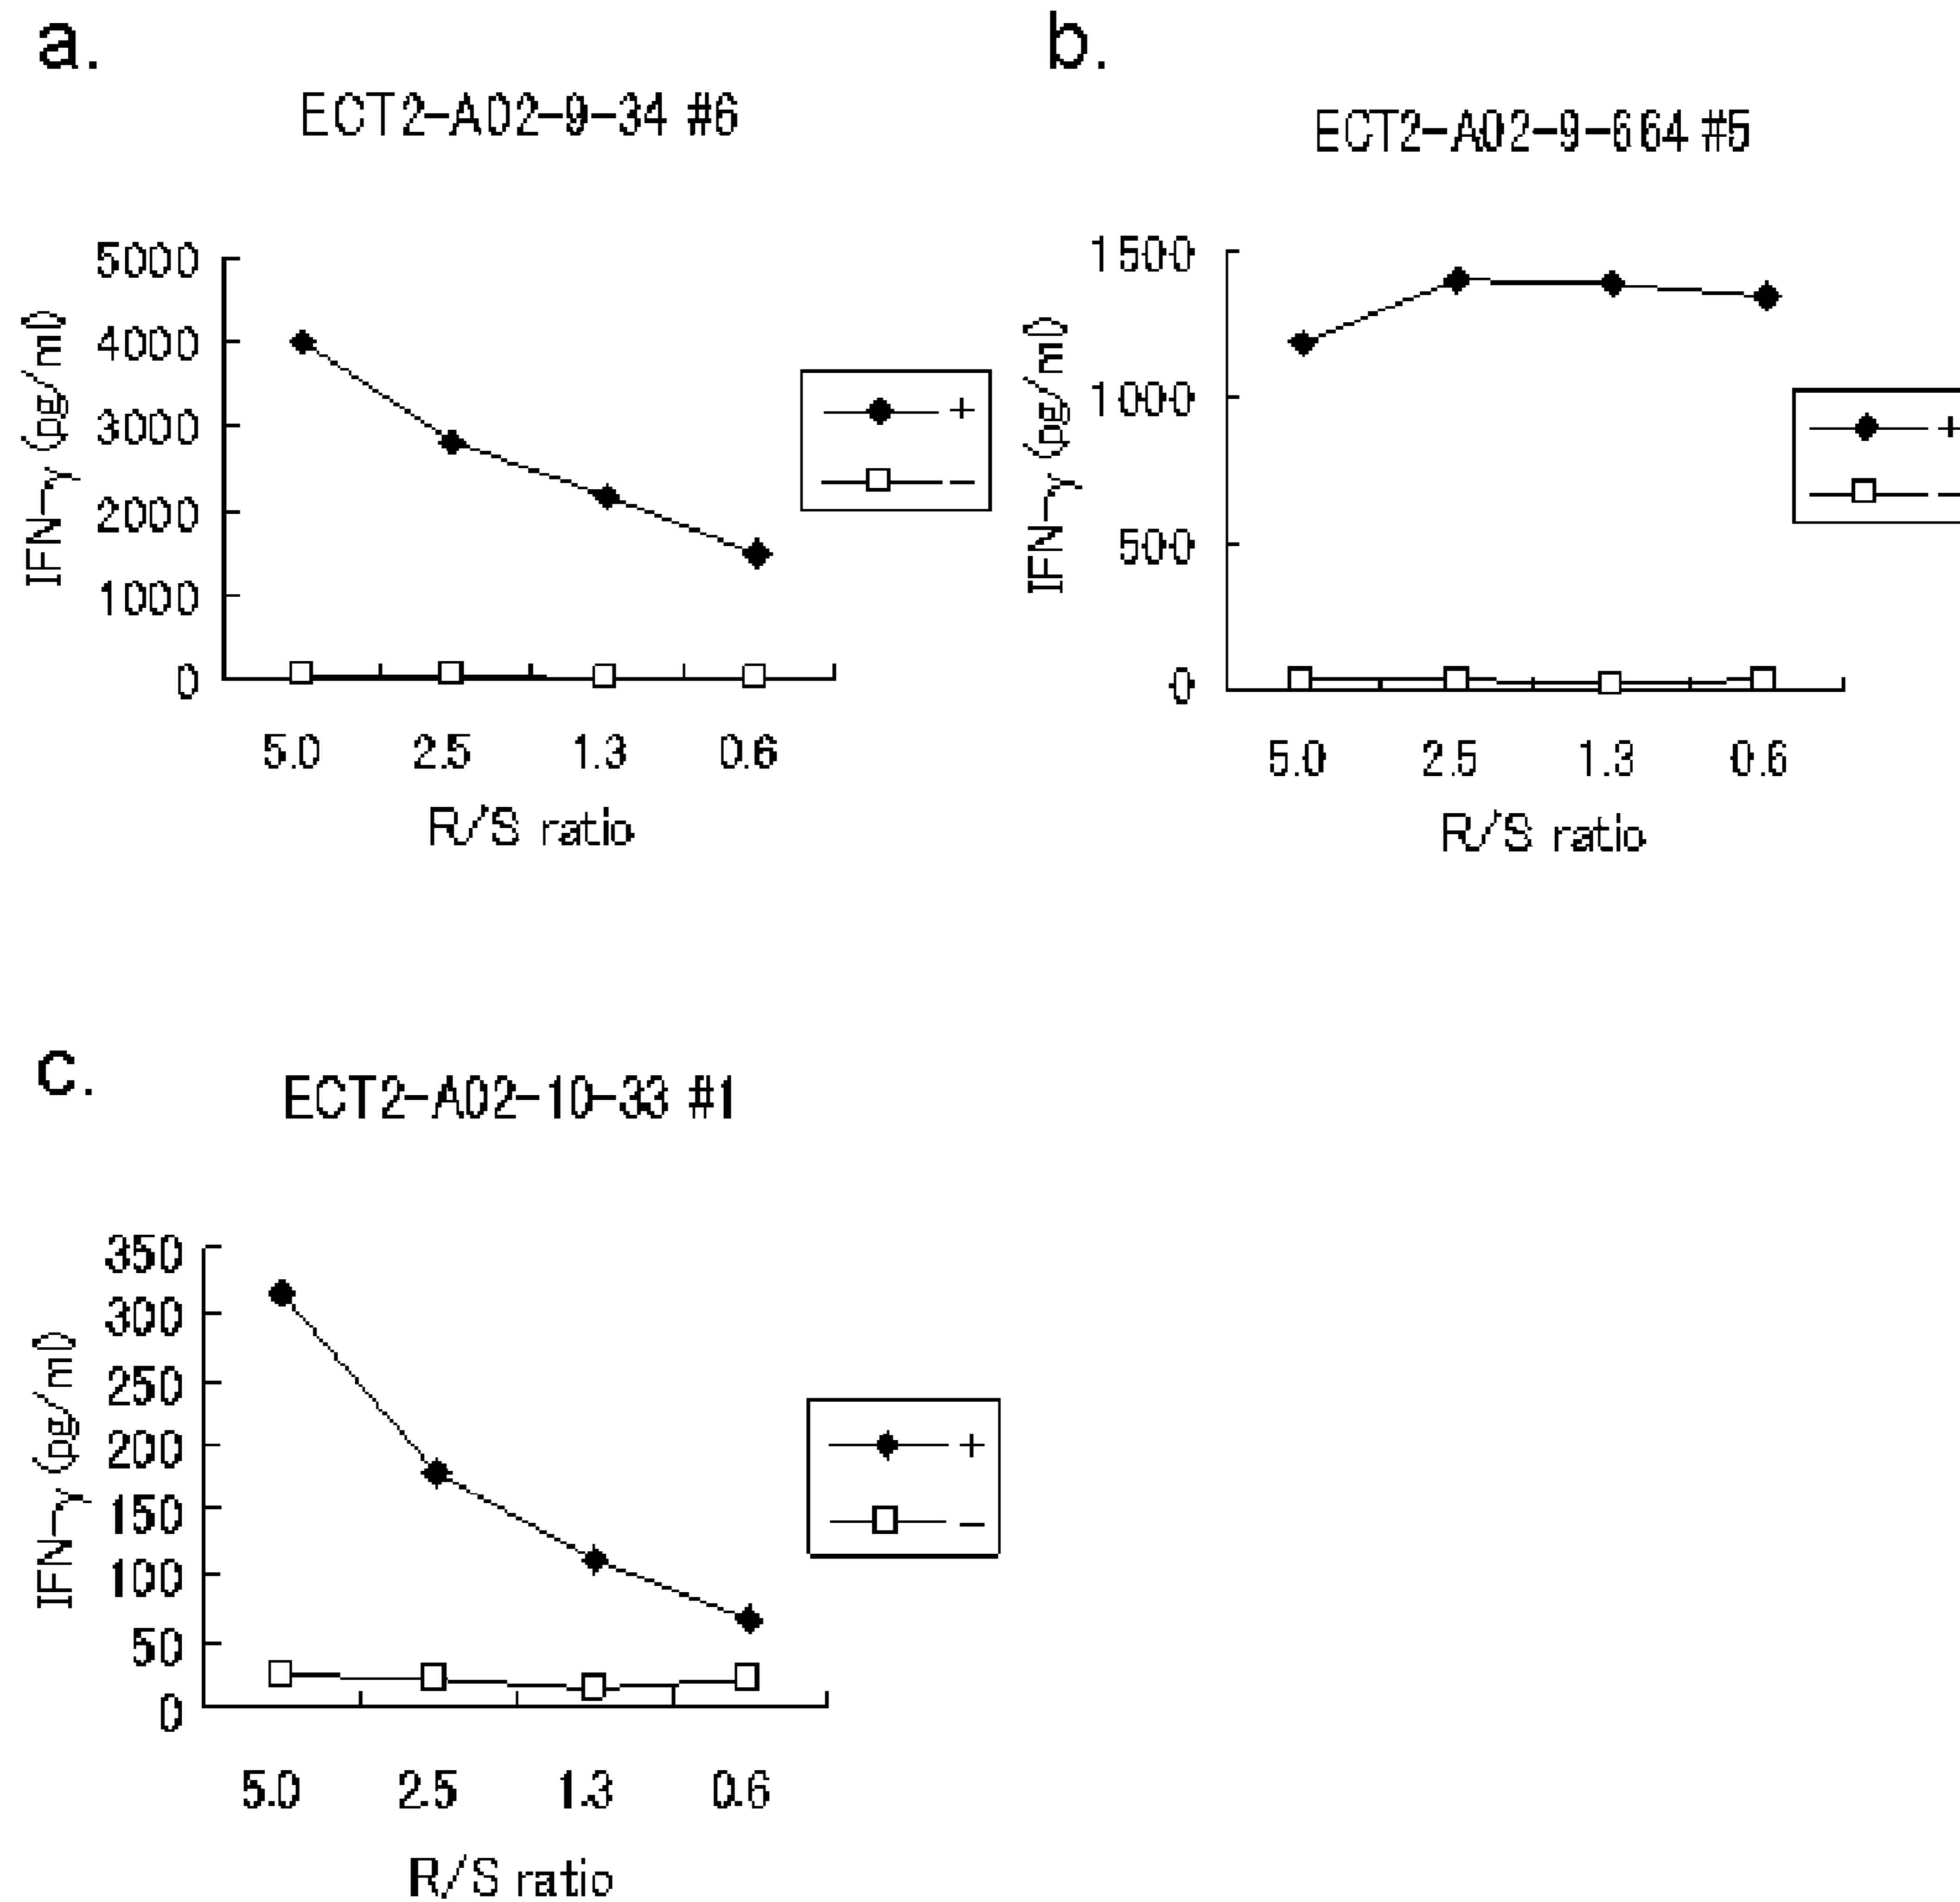 a.
ECT2-A02-9-34 #6
5000
4000
3000
2000
1000
0
IFN-γ (pg/ml)
5.0 2.5 1.3 0.6
R/S ratio
+
−
b.
ECT2-A02-9-664 #5
1500
1000
500
0
IFN-γ (pg/ml)
5.0 2.5 1.3 0.6
R/S ratio
+
−
c.
ECT2-A02-10-33 #1
350
300
250
200
150
100
50
0
IFN-γ (pg/ml)
5.0 2.5 1.3 0.6
R/S ratio
+
−